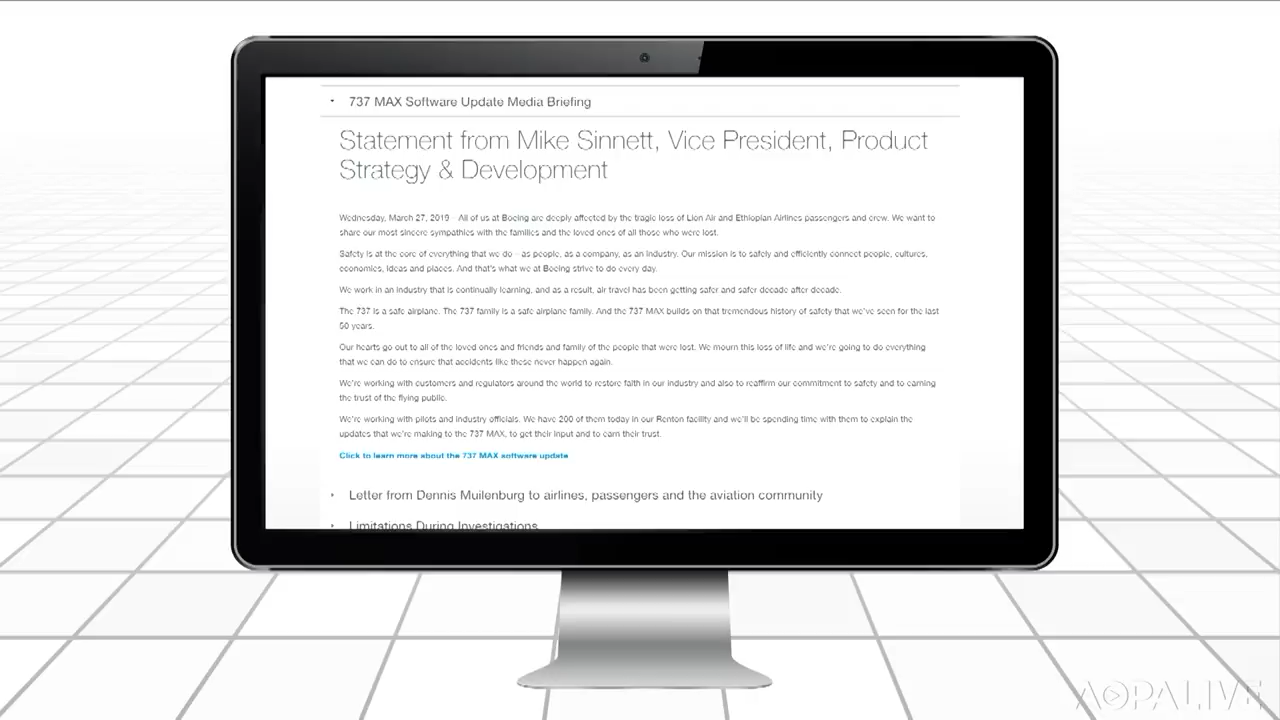 737 MAX Software Update Media Briefing
Statement from Mike Sinnett, Vice President, Product
Strategy & Development
Wednesday, March 27, 2019 - All of us at Boeing are deeply affected by the tragic loss of Lion Air and Ethiopian Airlines passengers and crew. We want to
share our most sincere sympathies with the families and the loved ones of all those who were lost.
Safety is at the core of everything that we do - as people, as a company, as an industry. Our mission is to safely and efficiently connect people, cultures,
economies, ideas and places. And that's what we at Boeing strive to do every day.
We work in an industry that is continually learning, and as a result, air travel has been getting safer and safer decade after decade.
The 737 is a safe airplane. The 737 family is a safe airplane family. And the 737 MAX builds on that tremendous history of safety that we've seen for the last
50 years.
Our hearts go out to all of the loved ones and friends and family of the people that were lost. We mourn this loss of life and we're going to do everything
that we can do to ensure that accidents like these never happen again.
We're working with customers and regulators around the world to restore faith in our industry and also to reaffirm our commitment to safety and to earning
the trust of the flying public.
We're working with pilots and industry officials. We have 200 of them today in our Renton facility and we'll be spending time with them to explain the
updates that we're making to the 737 MAX, to get their input and to earn their trust.
Click to learn more about the 737 MAX software update
Letter from Dennis Muilenburg to airlines, passengers and the aviation community
Limitations During Investigations
AOPALIVE